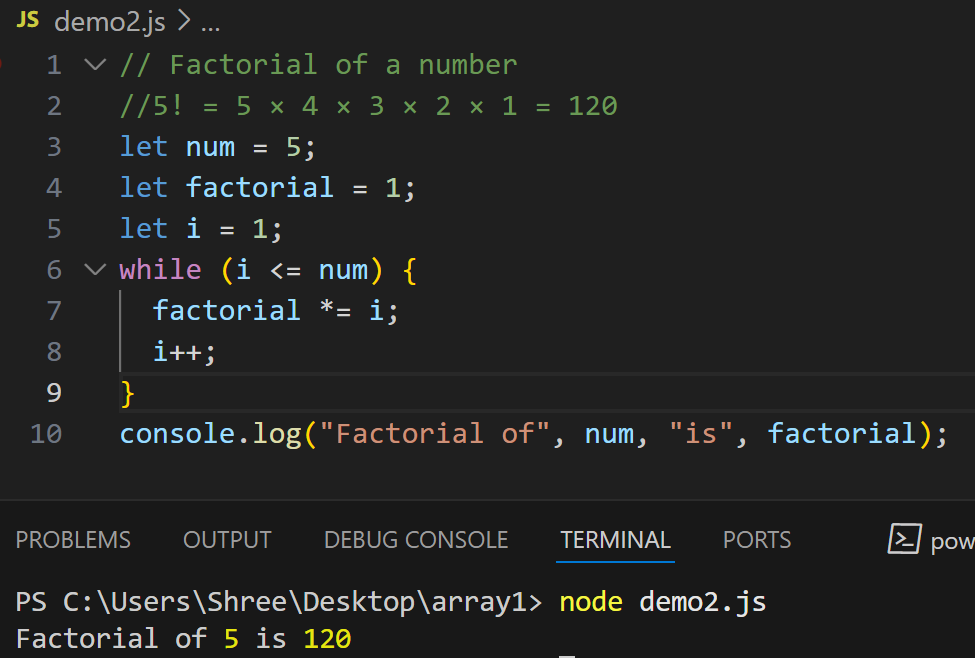 JS demo2.js > ...
1 // Factorial of a number
2 //5! = 5 × 4 × 3 × 2 × 1 = 120
3 let num = 5;
4 let factorial = 1;
5 let i = 1;
6 while (i <= num) {
7 factorial *= i;
8 i++;
9 }
10 console.log("Factorial of", num, "is", factorial);
PROBLEMS OUTPUT DEBUG CONSOLE TERMINAL PORTS pow
PS C:\Users\Shree\Desktop\array1> node demo2.js
Factorial of 5 is 120